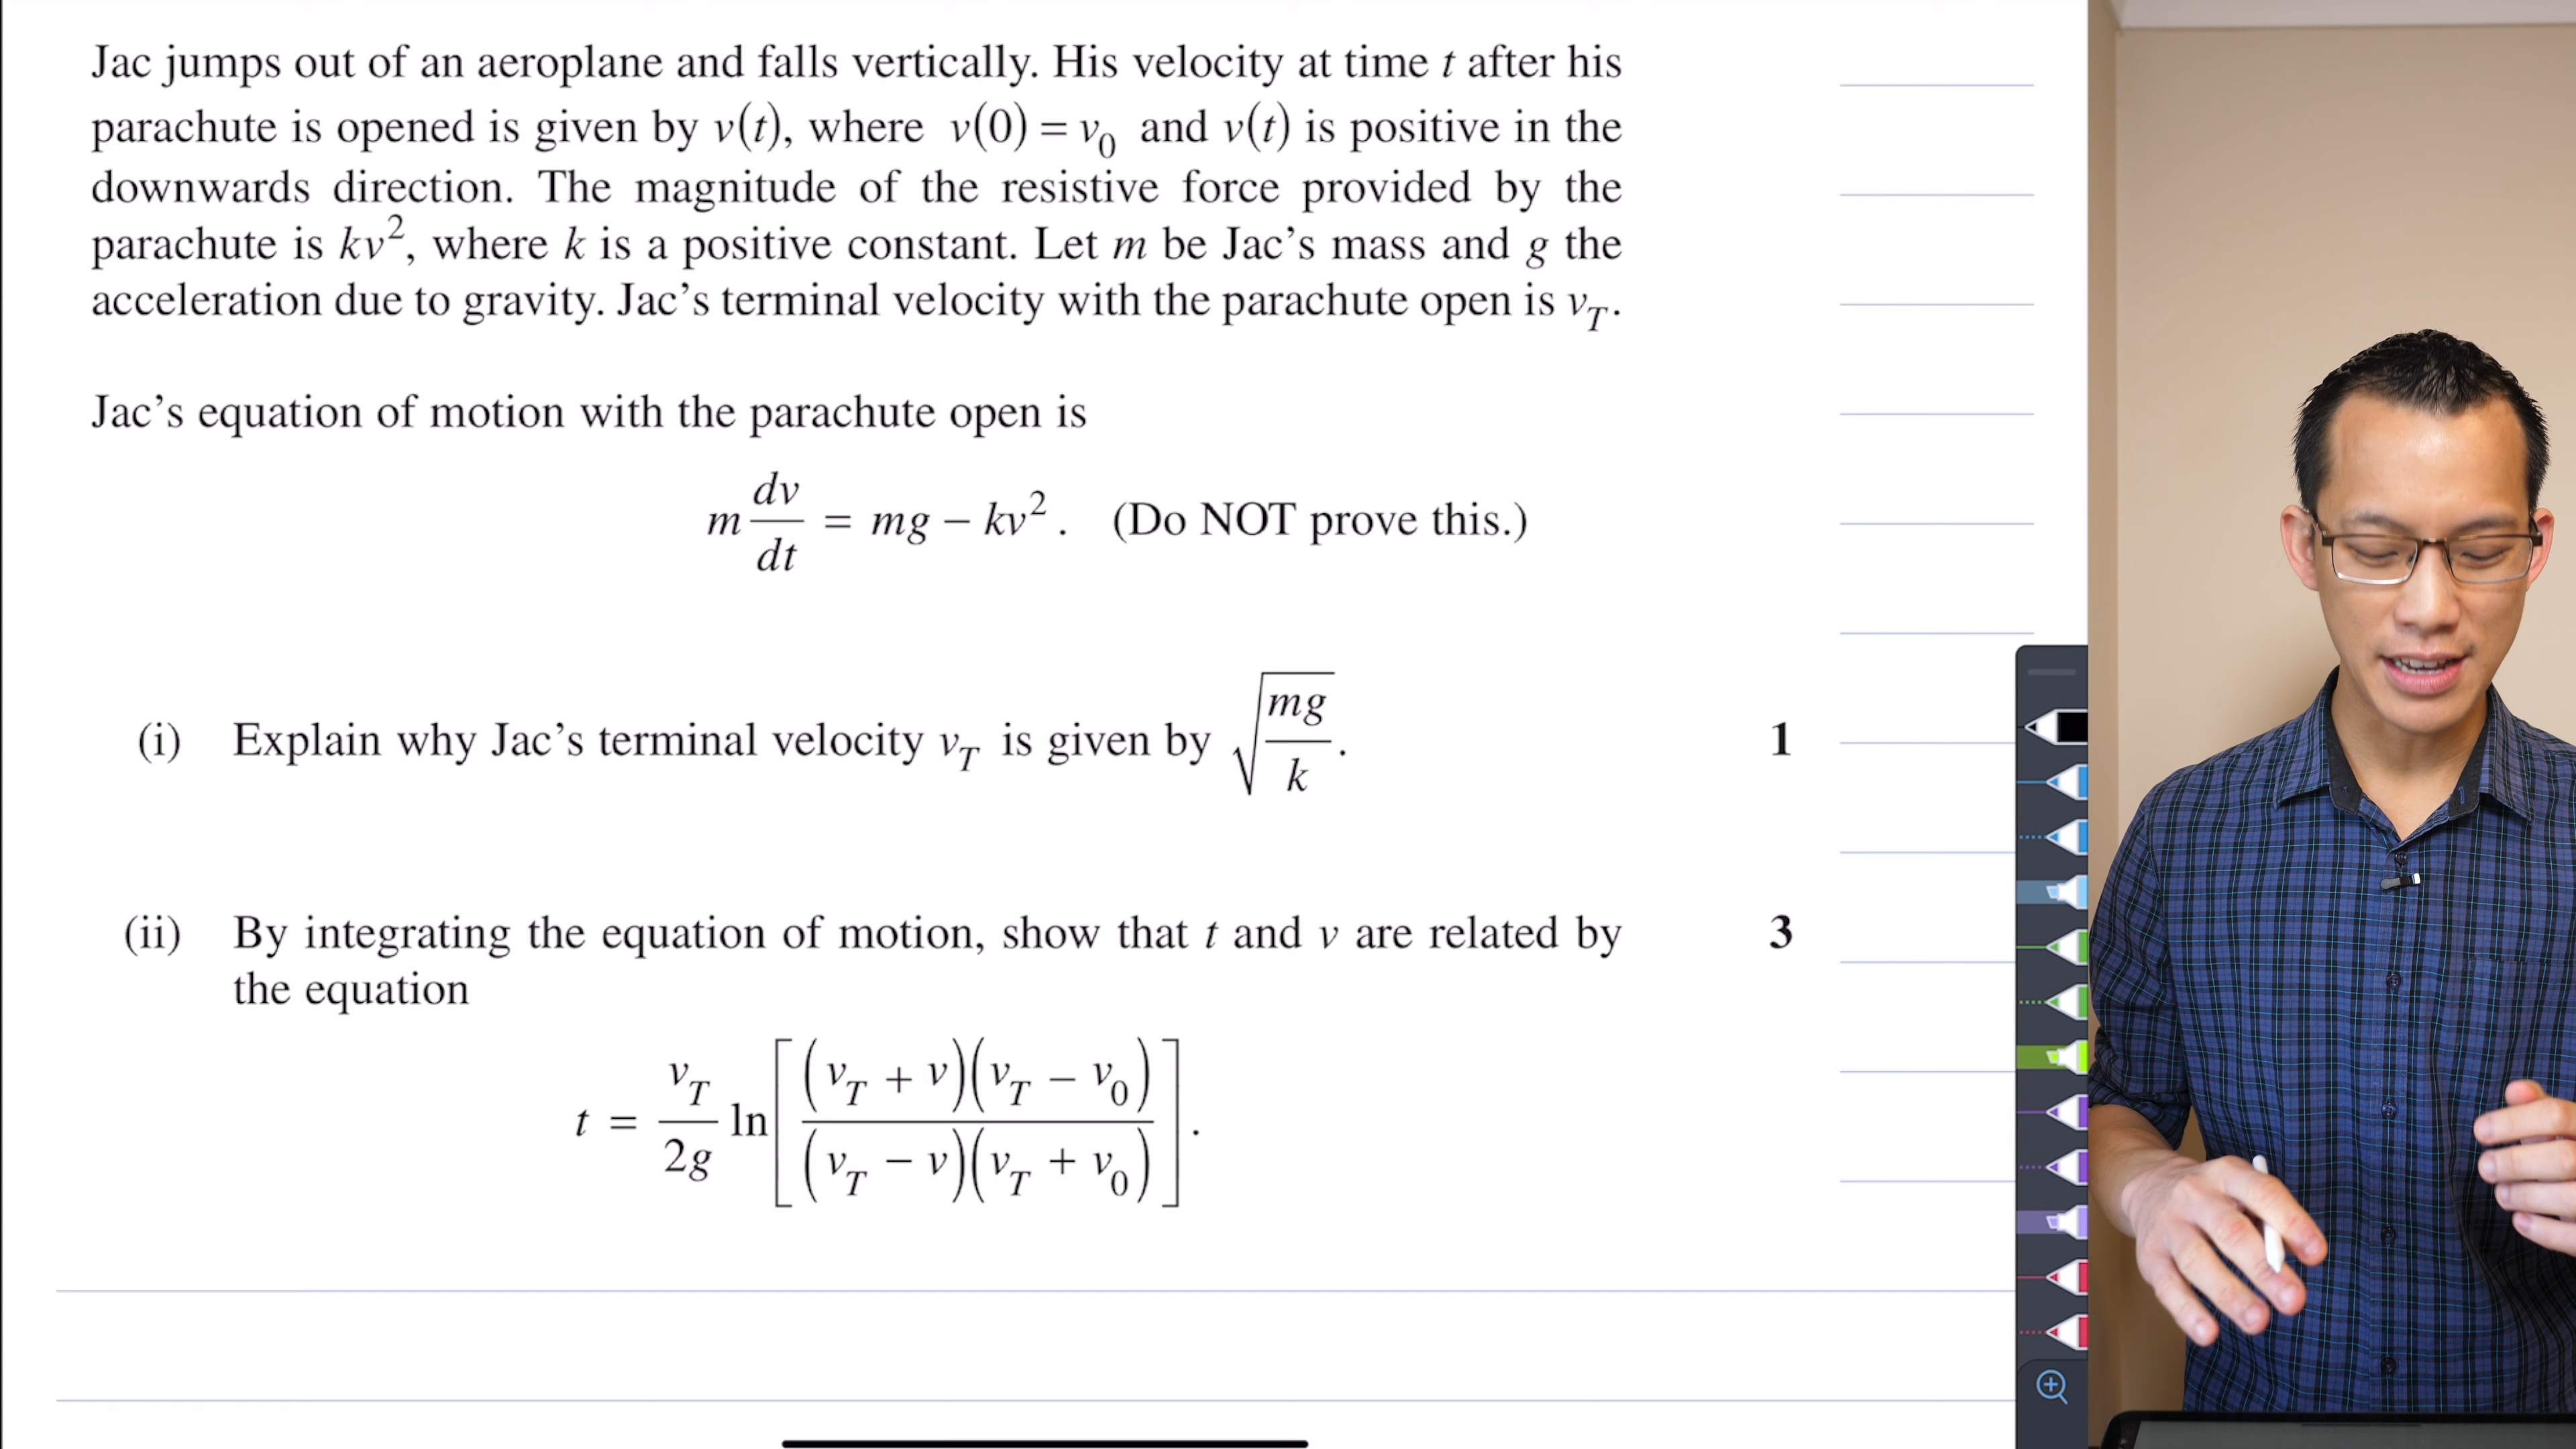 Jac jumps out of an aeroplane and falls vertically. His velocity at time t after his
parachute is opened is given by v(t), where v(0) = v₀ and v(t) is positive in the
downwards direction. The magnitude of the resistive force provided by the
parachute is kv², where k is a positive constant. Let m be Jac's mass and g the
acceleration due to gravity. Jac's terminal velocity with the parachute open is v_T.
Jac's equation of motion with the parachute open is
m dv/dt = mg − kv². (Do NOT prove this.)
(i) Explain why Jac's terminal velocity v_T is given by √(mg/k). 1
(ii) By integrating the equation of motion, show that t and v are related by 3
the equation
t = v_T/2g ln[(v_T + v)(v_T − v₀)/(v_T − v)(v_T + v₀)].